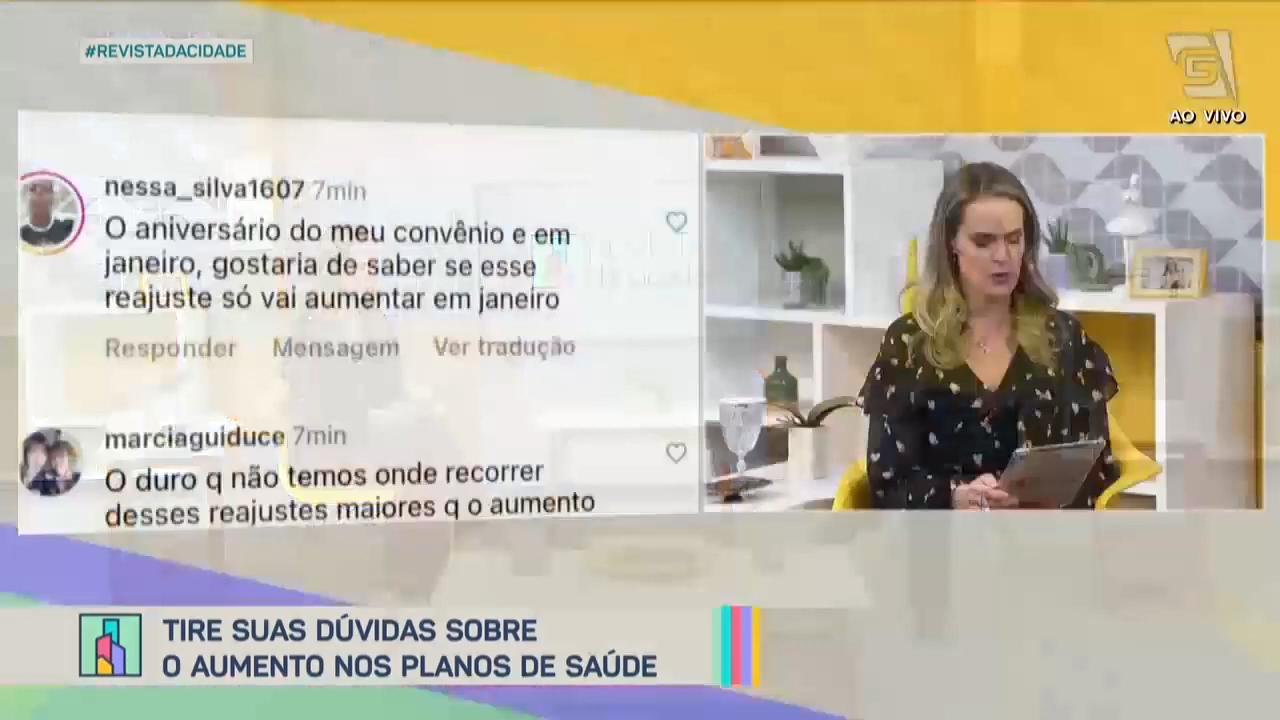 #REVISTADACIDADE
G
AO VIVO
nessa_silva1607 7min
O aniversário do meu convênio e em
janeiro, gostaria de saber se esse
reajuste só vai aumentar em janeiro
Responder Mensagem Ver tradução
marciaguiduce 7min
O duro q não temos onde recorrer
desses reajustes maiores q o aumento
TIRE SUAS DÚVIDAS SOBRE
O AUMENTO NOS PLANOS DE SAÚDE